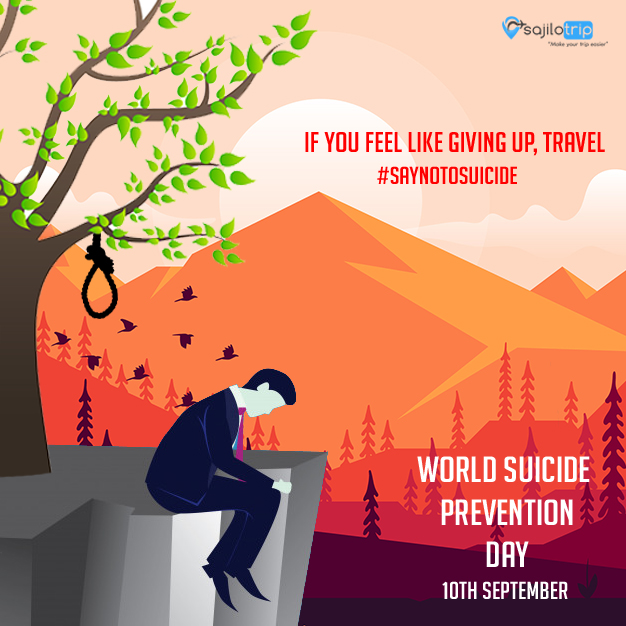 sajilotrip
"Make your trip easier"
IF YOU FEEL LIKE GIVING UP, TRAVEL
#SAYNOTOSUICIDE
WORLD SUICIDE
PREVENTION
DAY
10TH SEPTEMBER